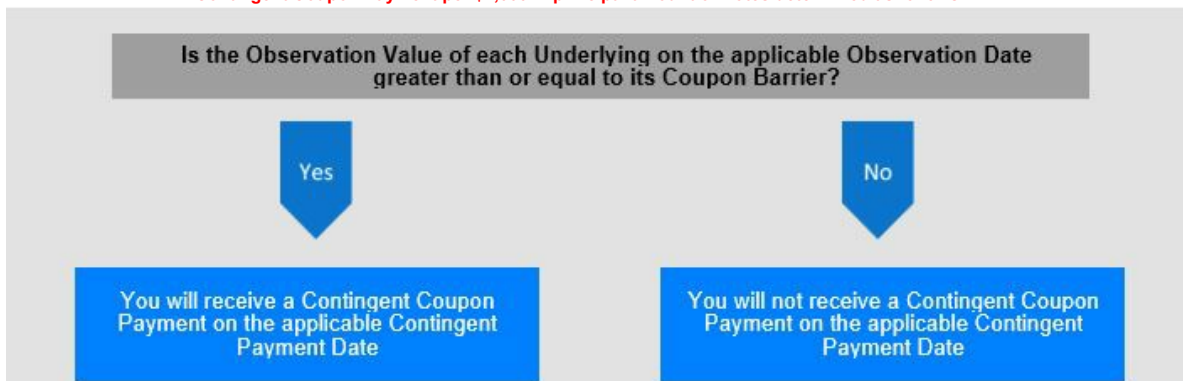 Is the Observation Value of each Underlying on the applicable Observation Date
greater than or equal to its Coupon Barrier?
Yes
No
You will receive a Contingent Coupon
Payment on the applicable Contingent
Payment Date
You will not receive a Contingent Coupon
Payment on the applicable Contingent
Payment Date